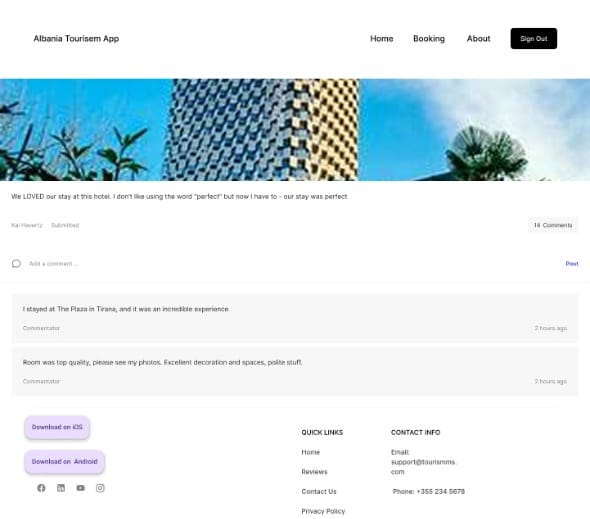 Albania Tourisem App
Home
Booking
About
Sign Out
We LOVED our stay at this hotel. I don't like using the word "perfect" but now I have to - our stay was perfect
Kai Havertz
Submitted
14 Comments
Add a comment ...
Post
I stayed at The Plaza in Tirana, and it was an incredible experience
Commentator
2 hours ago
Room was top quality, please see my photos. Excellent decoration and spaces, polite stuff.
Commentator
2 hours ago
Download on iOS
Download on Android
QUICK LINKS
Home
Reviews
Contact Us
Privacy Policy
CONTACT INFO
Email:
support@tourismms.
com
Phone: +355 234 5678